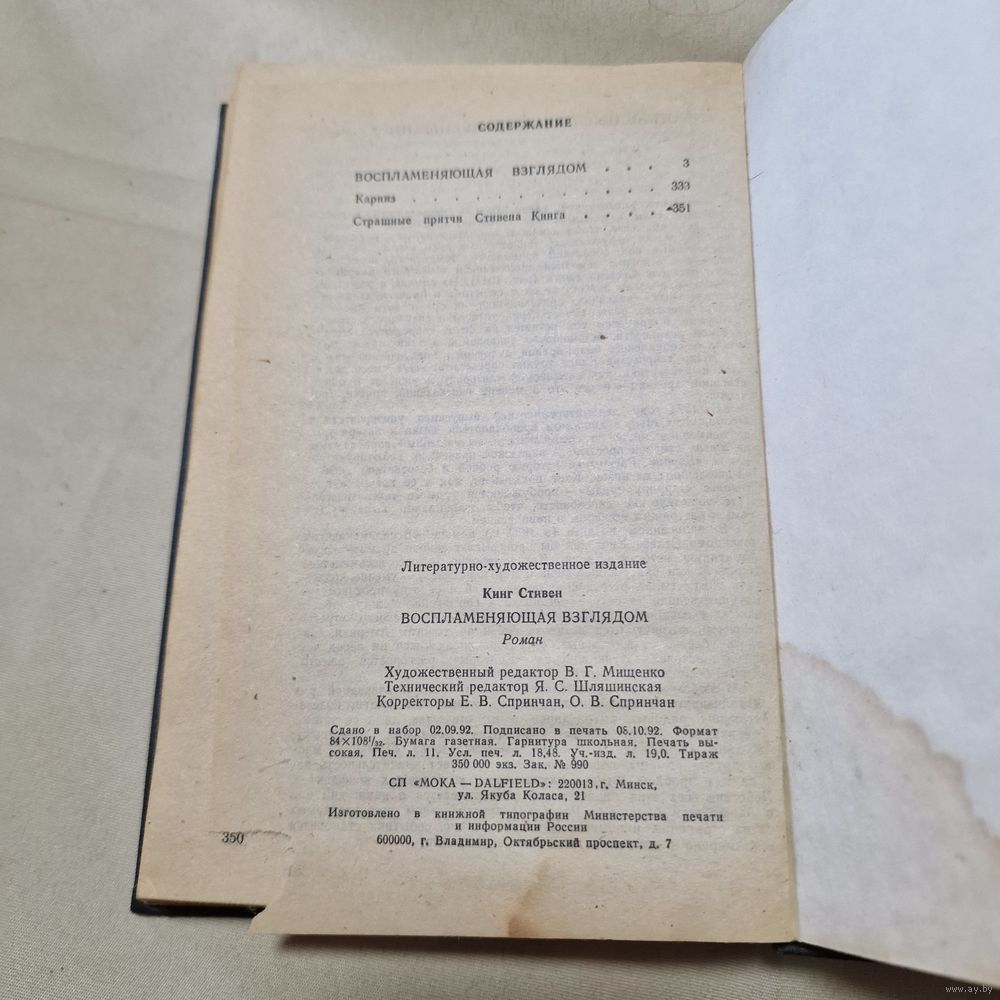 СОДЕРЖАНИЕ
ВОСПЛАМЕНЯЮЩАЯ ВЗГЛЯДОМ . . . 3
Карниз . . . . . . . . . . . 333
Страшные притчи Стивена Кинга . . . . 351
Литературно-художественное издание
Кинг Стивен
ВОСПЛАМЕНЯЮЩАЯ ВЗГЛЯДОМ
Роман
Художественный редактор В. Г. Мищенко
Технический редактор Я. С. Шляшинская
Корректоры Е. В. Спринчан, О. В. Спринчан
Сдано в набор 02.09.92. Подписано в печать 08.10.92. Формат
84×108¹/₃₂. Бумага газетная. Гарнитура школьная. Печать вы-
сокая. Печ. л. 11. Усл. печ. л. 18,48. Уч.-изд. л. 19,0. Тираж
350 000 экз. Зак. № 990
СП «МОКА — DALFIELD»: 220013, г. Минск,
ул. Якуба Коласа, 21
Изготовлено в книжной типографии Министерства печати
и информации России
600000, г. Владимир, Октябрьский проспект, д. 7
350
www.ay.by